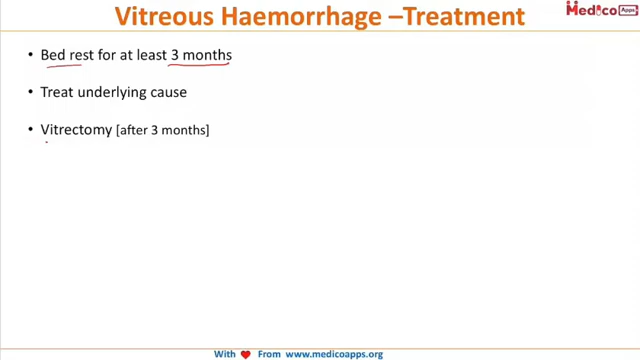 Vitreous Haemorrhage –Treatment
Medico
Apps
• Bed rest for at least 3 months
• Treat underlying cause
• Vitrectomy [after 3 months]
With ♥ From www.medicoapps.org